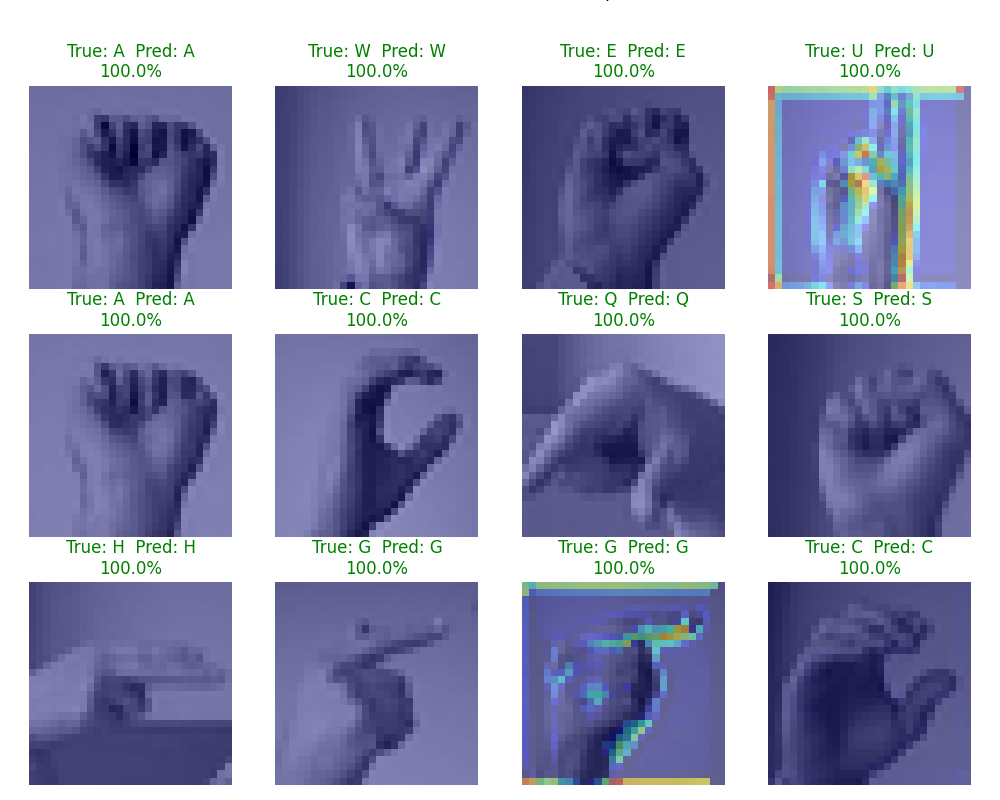 True: A  Pred: A
100.0%
True: W  Pred: W
100.0%
True: E  Pred: E
100.0%
True: U  Pred: U
100.0%
True: A  Pred: A
100.0%
True: C  Pred: C
100.0%
True: Q  Pred: Q
100.0%
True: S  Pred: S
100.0%
True: H  Pred: H
100.0%
True: G  Pred: G
100.0%
True: G  Pred: G
100.0%
True: C  Pred: C
100.0%